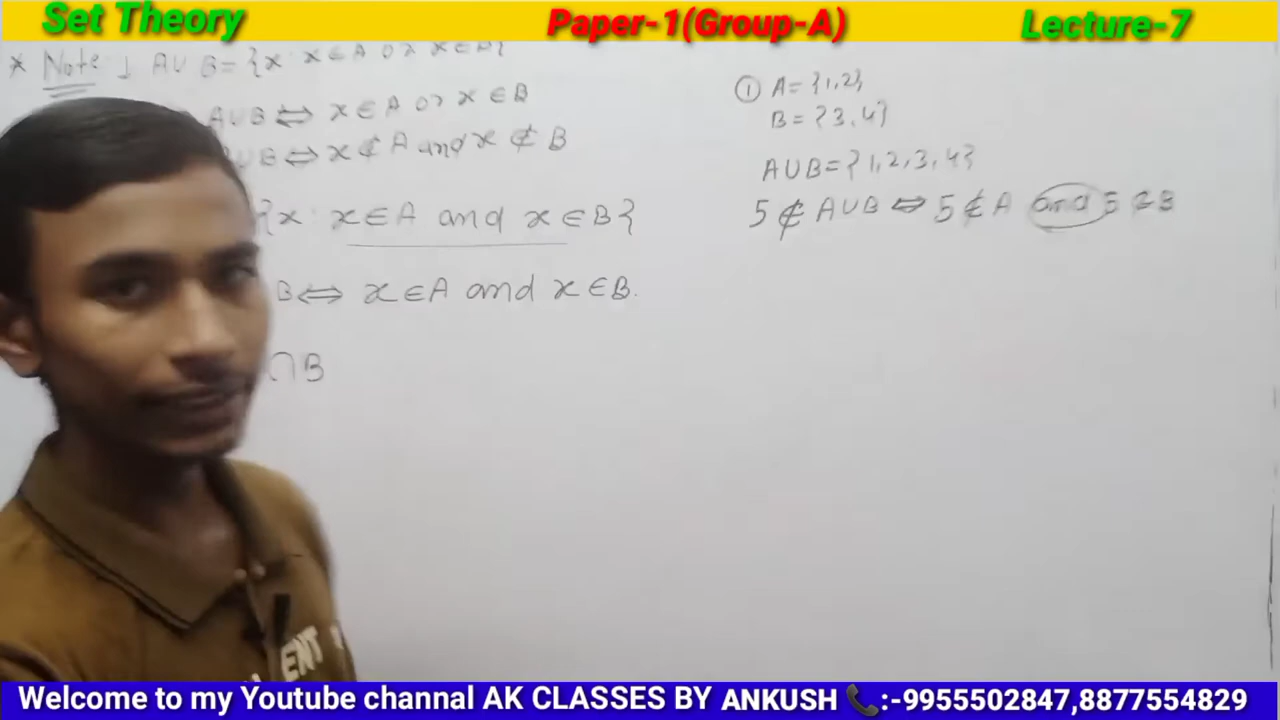 Set Theory
Paper-1(Group-A)
Lecture-7
* Note ↓ A∪B={x: x∈A or x∈B}
A∪B ⟺ x∈A or x∈B
∪B ⟺ x∉A and x∉B
{x: x∈A and x∈B}
B ⟺ x∈A and x∈B.
∩B
① A={1,2}
B={3,4}
A∪B={1,2,3,4}
5∉A∪B ⟺ 5∉A and 5∉B
ENT
Welcome to my Youtube channal AK CLASSES BY ANKUSH 📞:-9955502847,8877554829